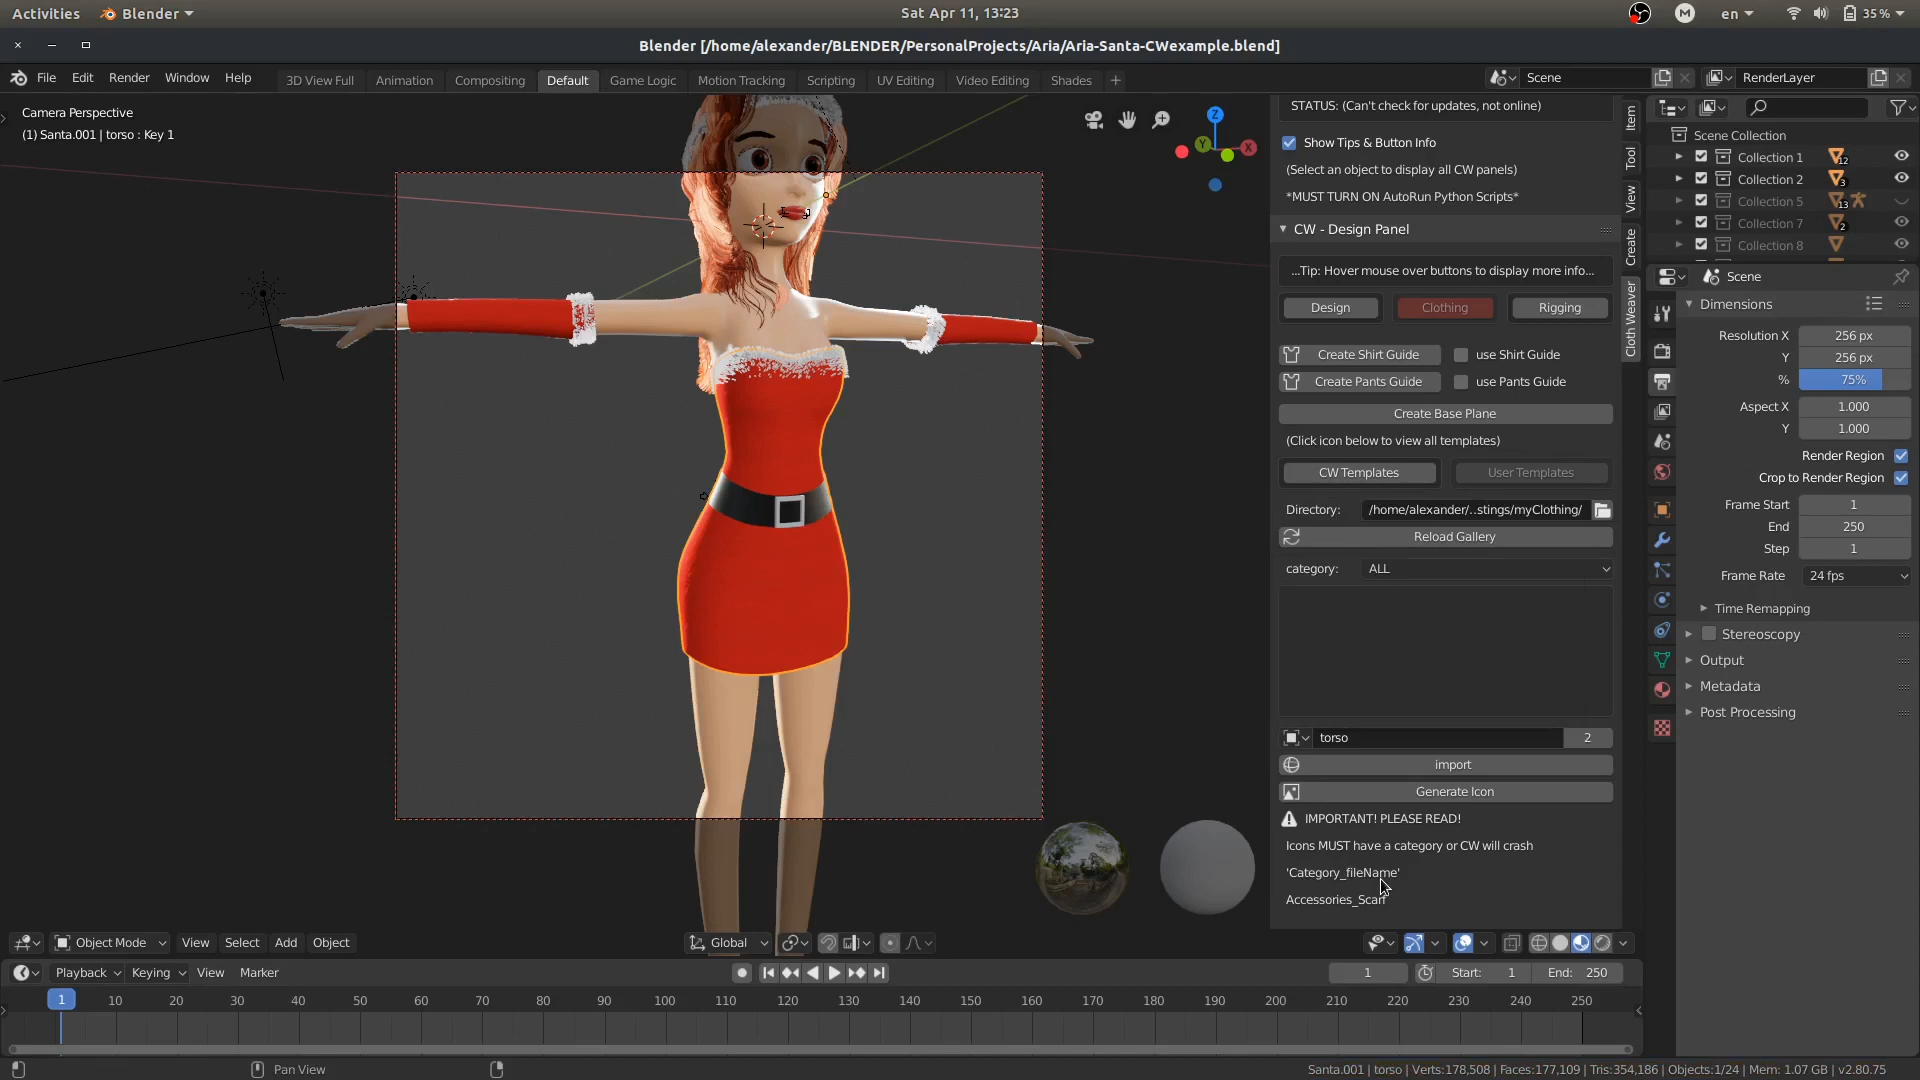 Activities
Blender
Sat Apr 11, 13:23
M
en
35 %
Blender [/home/alexander/BLENDER/PersonalProjects/Aria/Aria-Santa-CWexample.blend]
File Edit Render Window Help
3D View Full Animation Compositing Default Game Logic Motion Tracking Scripting UV Editing Video Editing Shades +
Scene
RenderLayer
Camera Perspective
(1) Santa.001 | torso : Key 1
Z
Y
X
STATUS: (Can't check for updates, not online)
Show Tips & Button Info
(Select an object to display all CW panels)
*MUST TURN ON AutoRun Python Scripts*
CW - Design Panel
...Tip: Hover mouse over buttons to display more info...
Design Clothing Rigging
Create Shirt Guide use Shirt Guide
Create Pants Guide use Pants Guide
Create Base Plane
(Click icon below to view all templates)
CW Templates User Templates
Directory: /home/alexander/..stings/myClothing/
Reload Gallery
category: ALL
torso 2
import
Generate Icon
IMPORTANT! PLEASE READ!
Icons MUST have a category or CW will crash
'Category_fileName'
Accessories_Scarf
Item
Tool
View
Create
Cloth Weaver
Scene Collection
Collection 1 12
Collection 2 3
Collection 5 13
Collection 7 2
Collection 8
Scene
Dimensions
Resolution X 256 px
Y 256 px
% 75%
Aspect X 1.000
Y 1.000
Render Region
Crop to Render Region
Frame Start 1
End 250
Step 1
Frame Rate 24 fps
Time Remapping
Stereoscopy
Output
Metadata
Post Processing
Object Mode View Select Add Object
Global
Playback Keying View Marker
1
Start: 1
End: 250
1 10 20 30 40 50 60 70 80 90 100 110 120 130 140 150 160 170 180 190 200 210 220 230 240 250
Pan View
Santa.001 | torso | Verts:178,508 | Faces:177,109 | Tris:354,186 | Objects:1/24 | Mem: 1.07 GB | v2.80.75